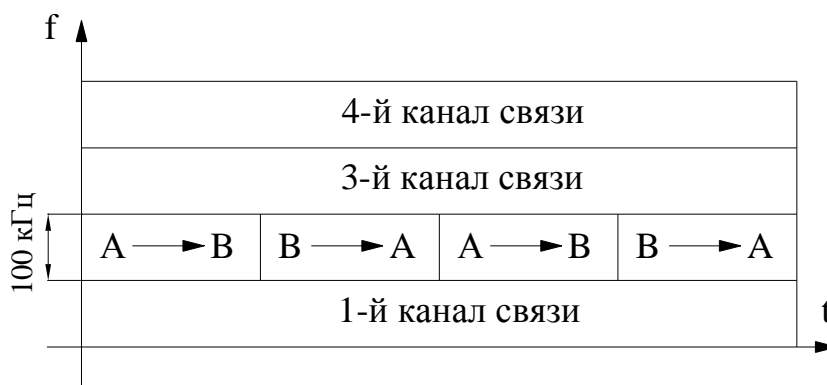 f
4-й канал связи
3-й канал связи
100 кГц
A B B A A B B A
1-й канал связи
t